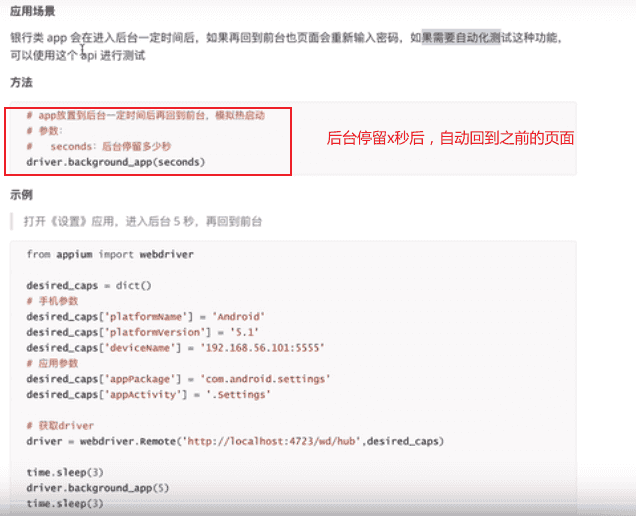 应用场景
银行类 app 会在进入后台一定时间后，如果再回到前台也页面会重新输入密码，如果需要自动化测试这种功能，
可以使用这个 api 进行测试
方法
# app放置到后台一定时间后再回到前台，模拟热启动
# 参数：
#   seconds：后台停留多少秒
driver.background_app(seconds)
后台停留x秒后，自动回到之前的页面
示例
打开《设置》应用，进入后台 5 秒，再回到前台
from appium import webdriver
desired_caps = dict()
# 手机参数
desired_caps['platformName'] = 'Android'
desired_caps['platformVersion'] = '5.1'
desired_caps['deviceName'] = '192.168.56.101:5555'
# 应用参数
desired_caps['appPackage'] = 'com.android.settings'
desired_caps['appActivity'] = '.Settings'
# 获取driver
driver = webdriver.Remote('http://localhost:4723/wd/hub',desired_caps)
time.sleep(3)
driver.background_app(5)
time.sleep(3)